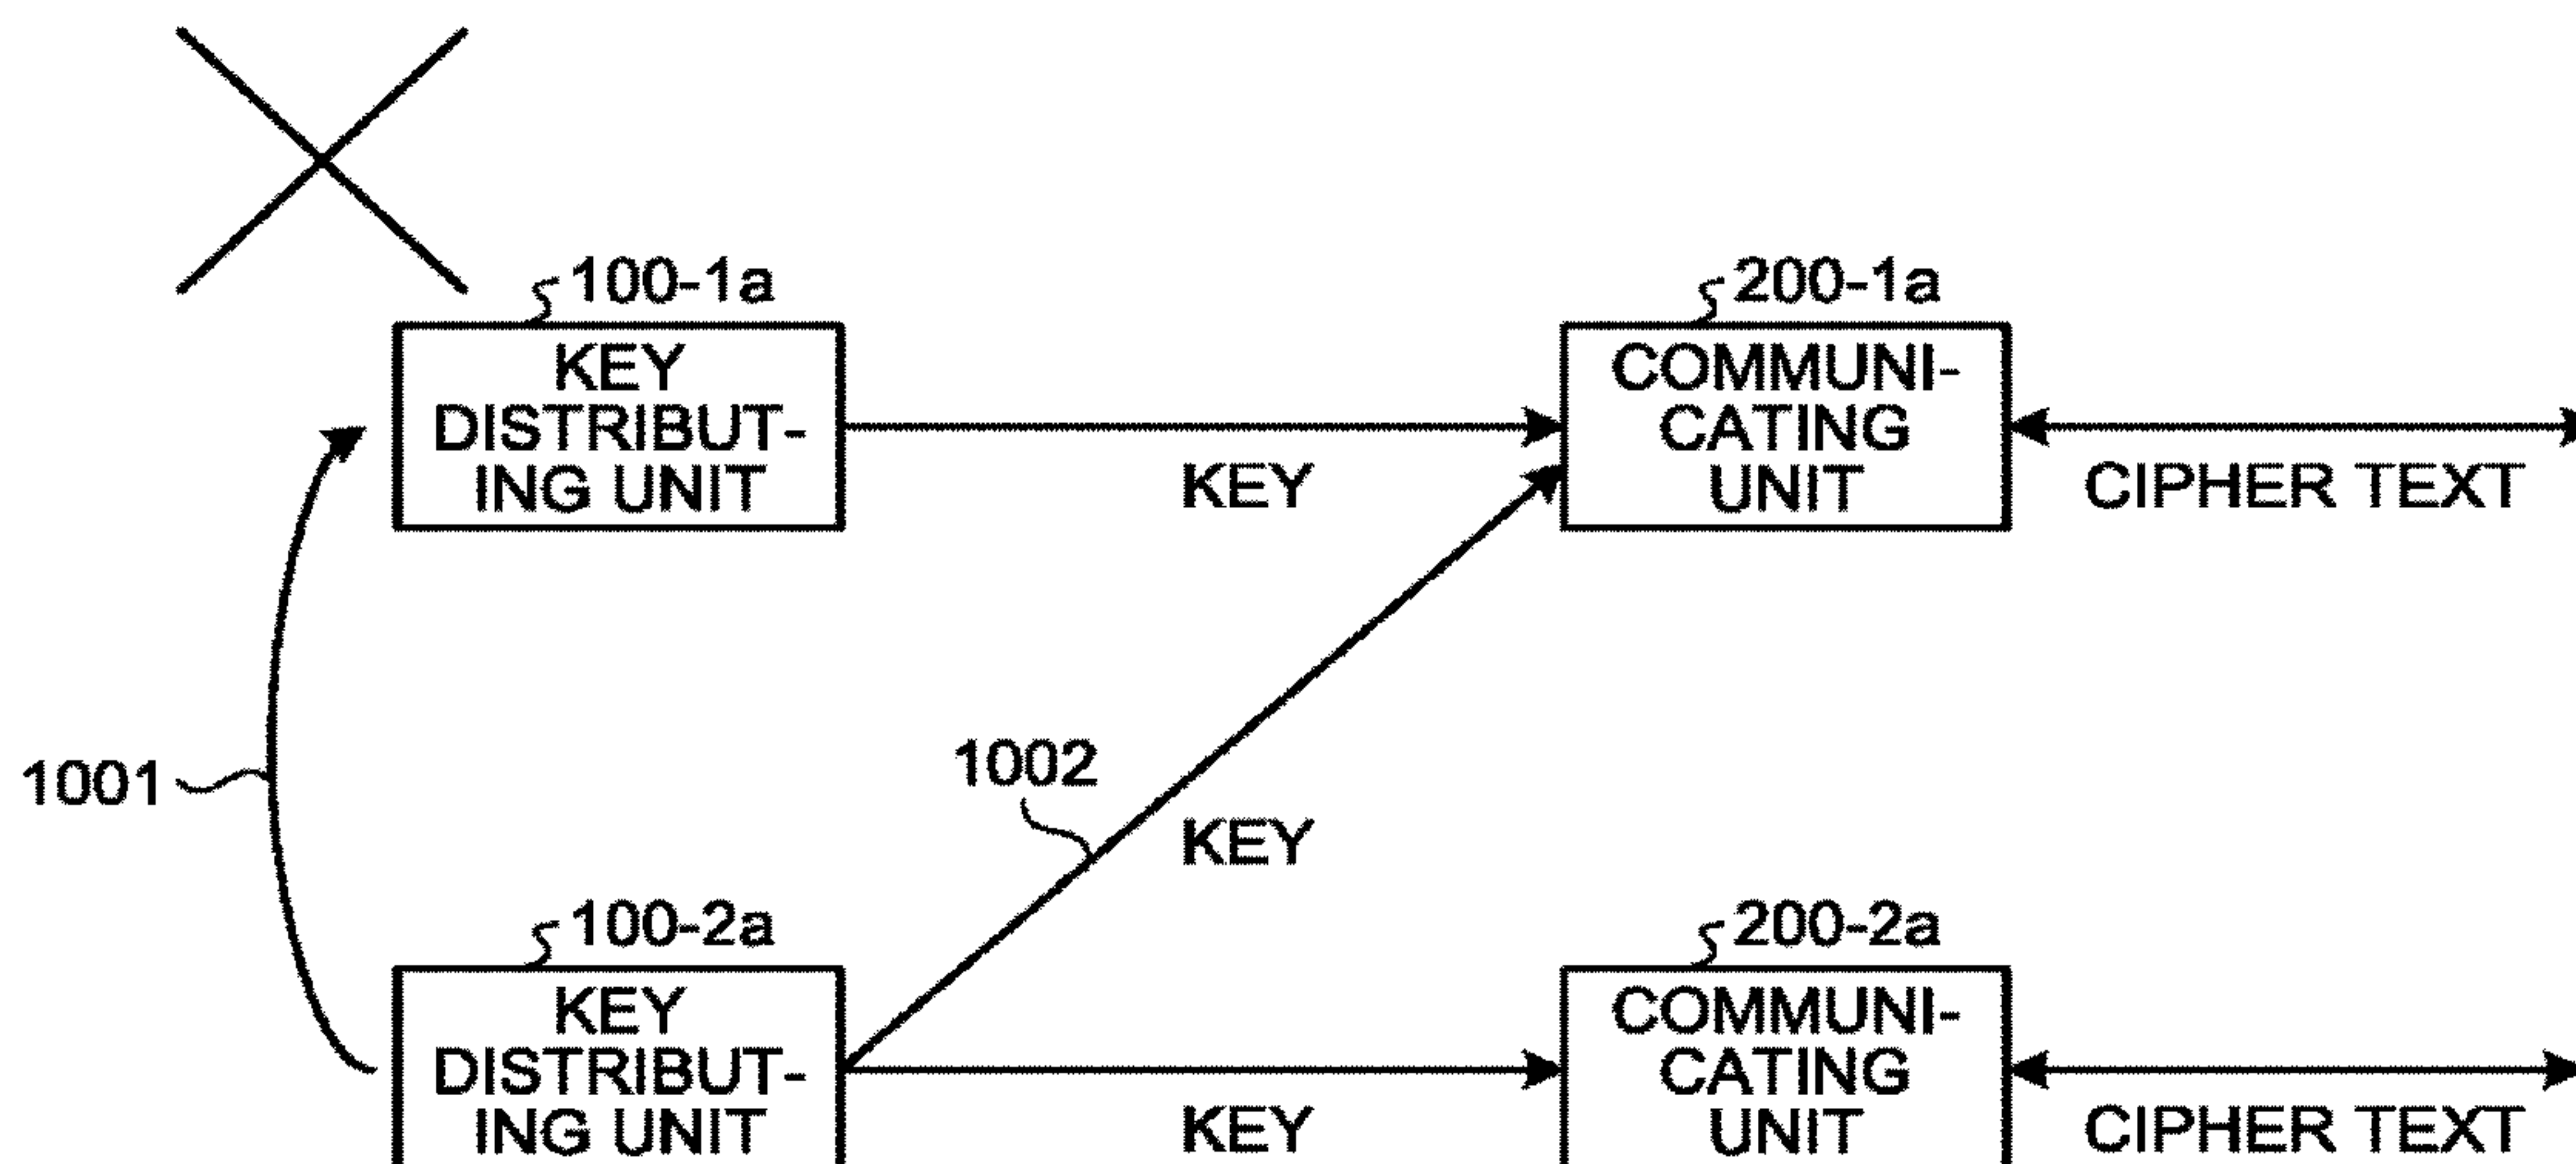 100-1a
200-1a
KEY
DISTRIBUT-
ING UNIT
COMMUNI-
CATING
UNIT
KEY
CIPHER TEXT
1001
1002
KEY
100-2a
200-2a
KEY
DISTRIBUT-
ING UNIT
COMMUNI-
CATING
UNIT
KEY
CIPHER TEXT